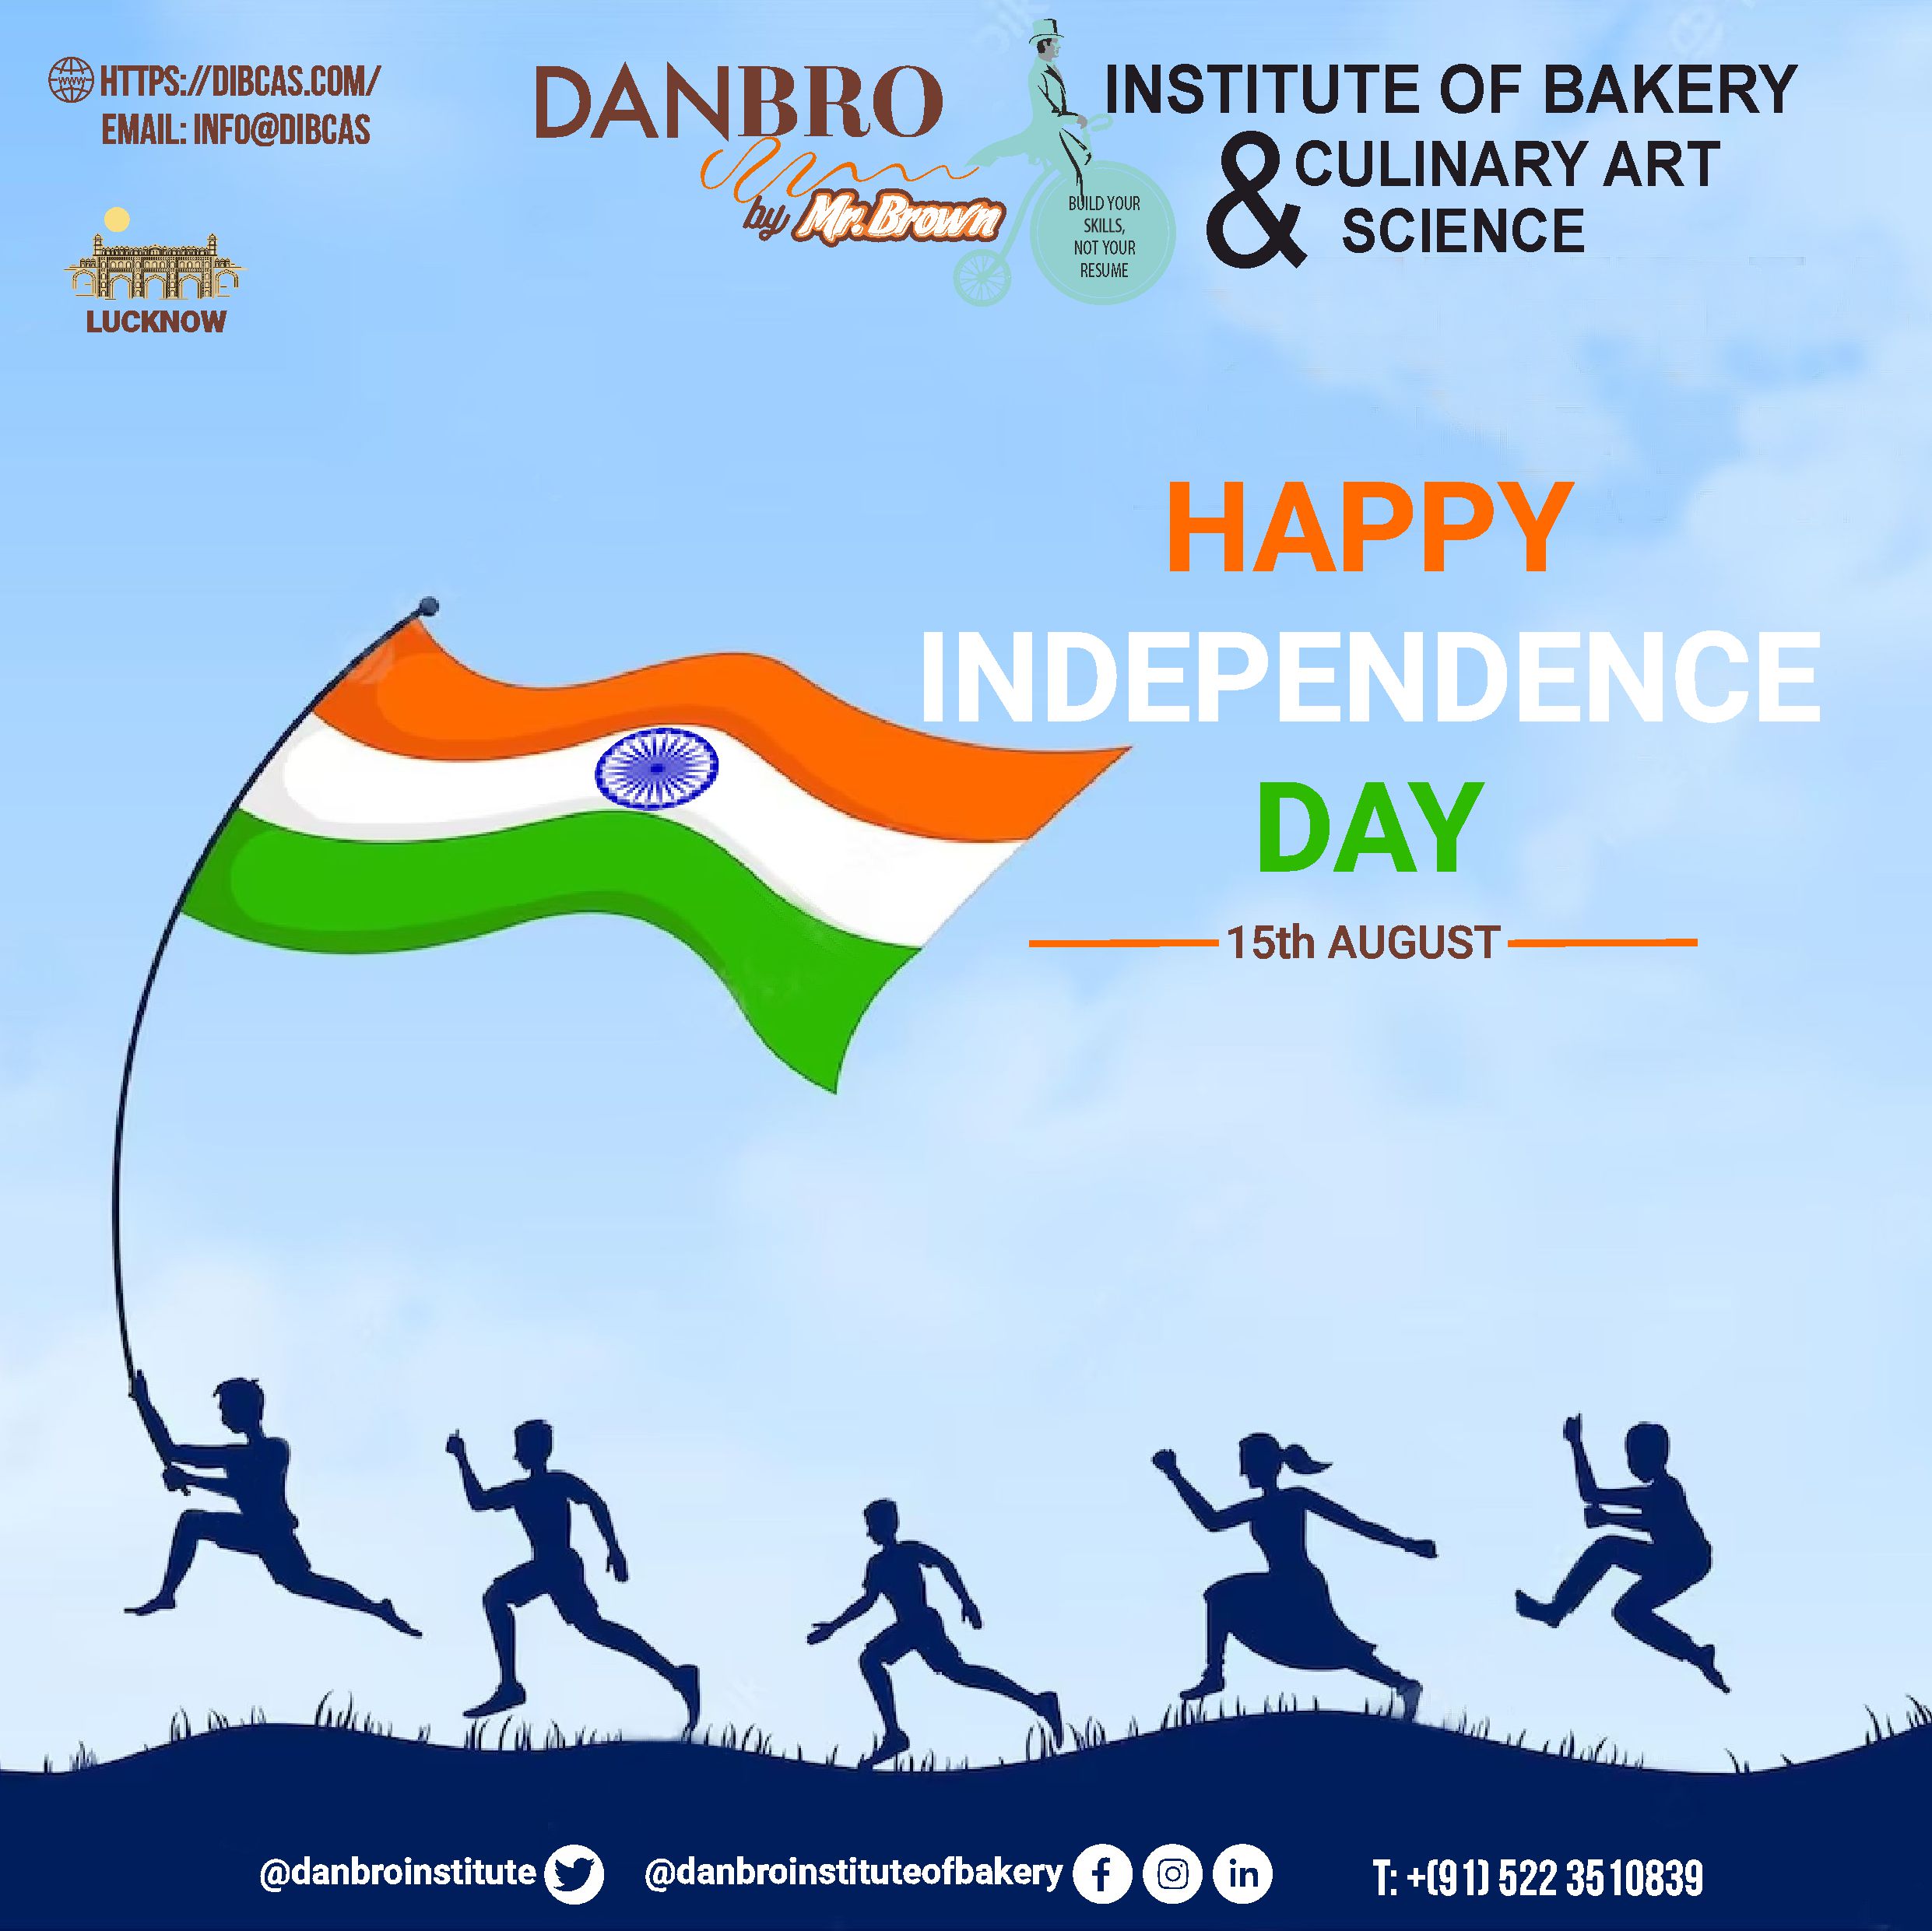 HTTPS://DIBCAS.COM/
EMAIL: INFO@DIBCAS
LUCKNOW
DANBRO
by Mr. Brown
BUILD YOUR
SKILLS,
NOT YOUR
RESUME
INSTITUTE OF BAKERY
& CULINARY ART
SCIENCE
HAPPY
INDEPENDENCE
DAY
15th AUGUST
@danbroinstitute
@danbroinstituteofbakery
T: +(91) 522 3510839